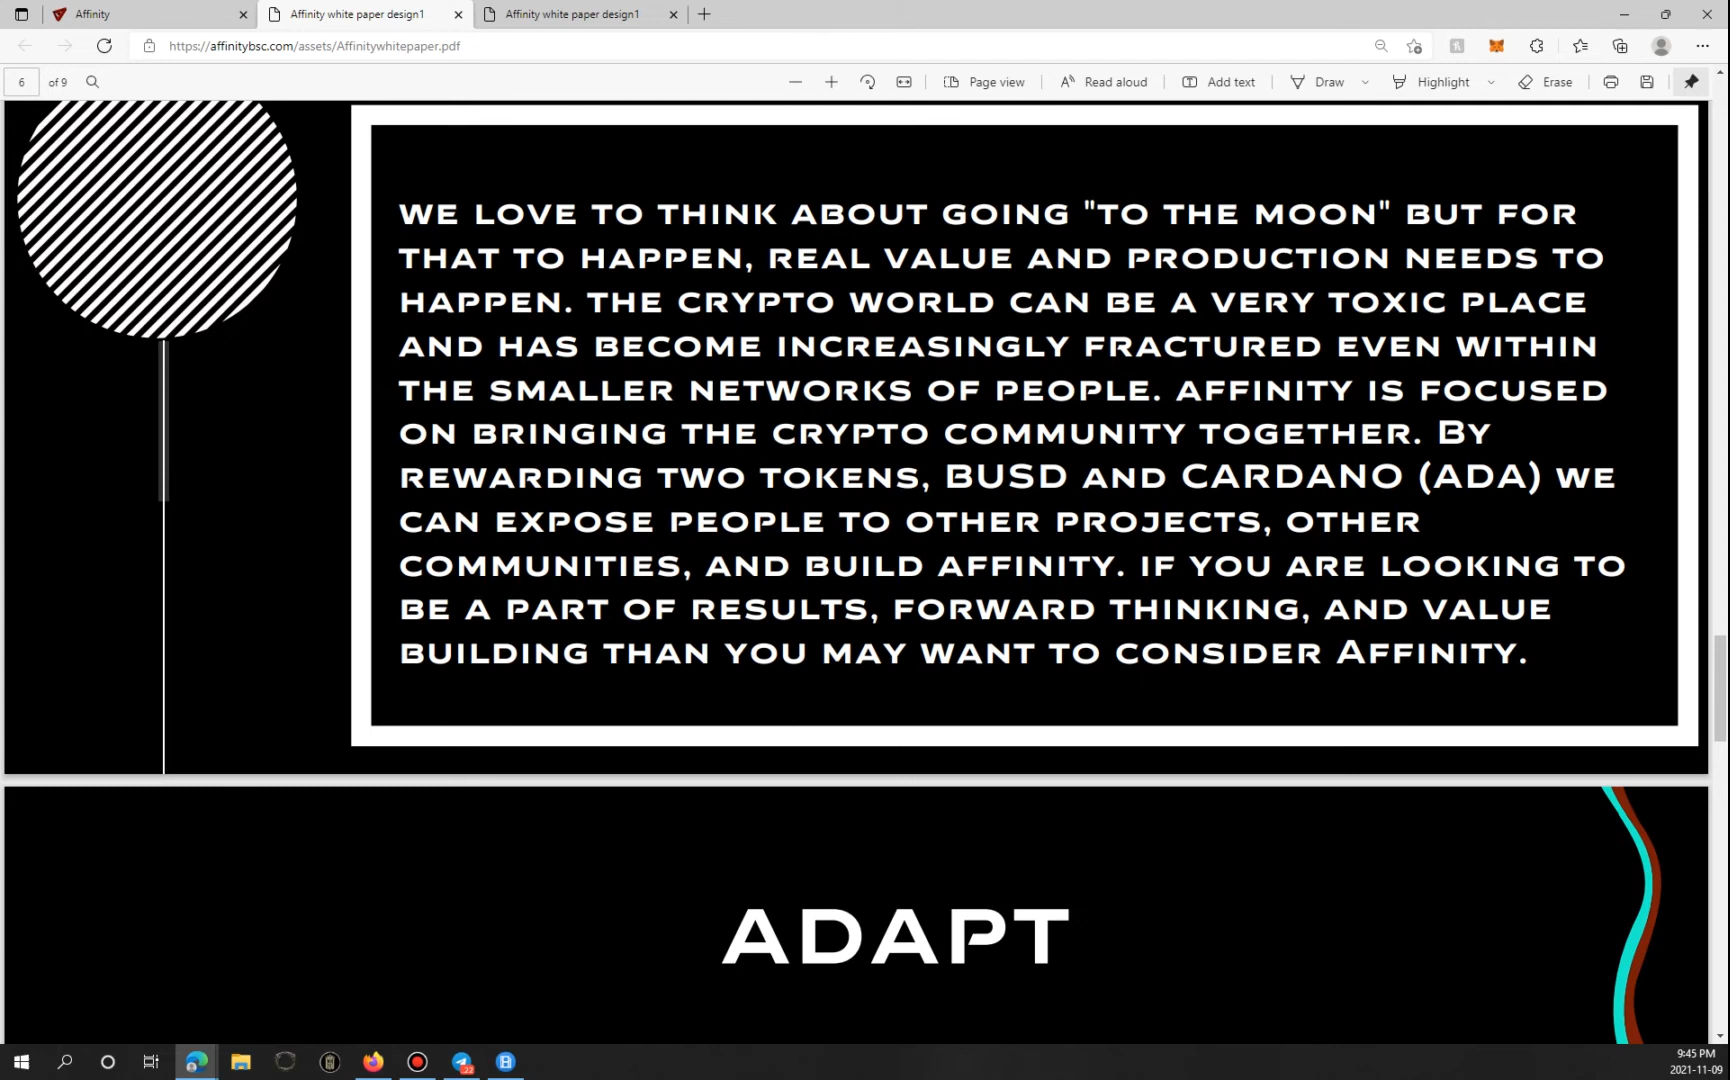 Affinity
Affinity white paper design1
Affinity white paper design1
https://affinitybsc.com/assets/Affinitywhitepaper.pdf
6 of 9
Page view
Read aloud
Add text
Draw
Highlight
Erase
WE LOVE TO THINK ABOUT GOING "TO THE MOON" BUT FOR
THAT TO HAPPEN, REAL VALUE AND PRODUCTION NEEDS TO
HAPPEN. THE CRYPTO WORLD CAN BE A VERY TOXIC PLACE
AND HAS BECOME INCREASINGLY FRACTURED EVEN WITHIN
THE SMALLER NETWORKS OF PEOPLE. AFFINITY IS FOCUSED
ON BRINGING THE CRYPTO COMMUNITY TOGETHER. BY
REWARDING TWO TOKENS, BUSD AND CARDANO (ADA) WE
CAN EXPOSE PEOPLE TO OTHER PROJECTS, OTHER
COMMUNITIES, AND BUILD AFFINITY. IF YOU ARE LOOKING TO
BE A PART OF RESULTS, FORWARD THINKING, AND VALUE
BUILDING THAN YOU MAY WANT TO CONSIDER AFFINITY.
ADAPT
22
9:45 PM
2021-11-09